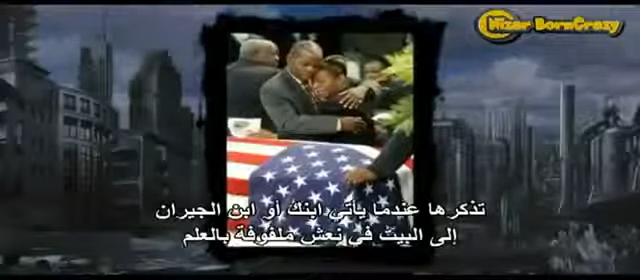 Nizar BornCrazy
تذكرها عندما يأتي ابنك أو ابن الجيران
إلى البيت في نعش ملفوفة بالعلم